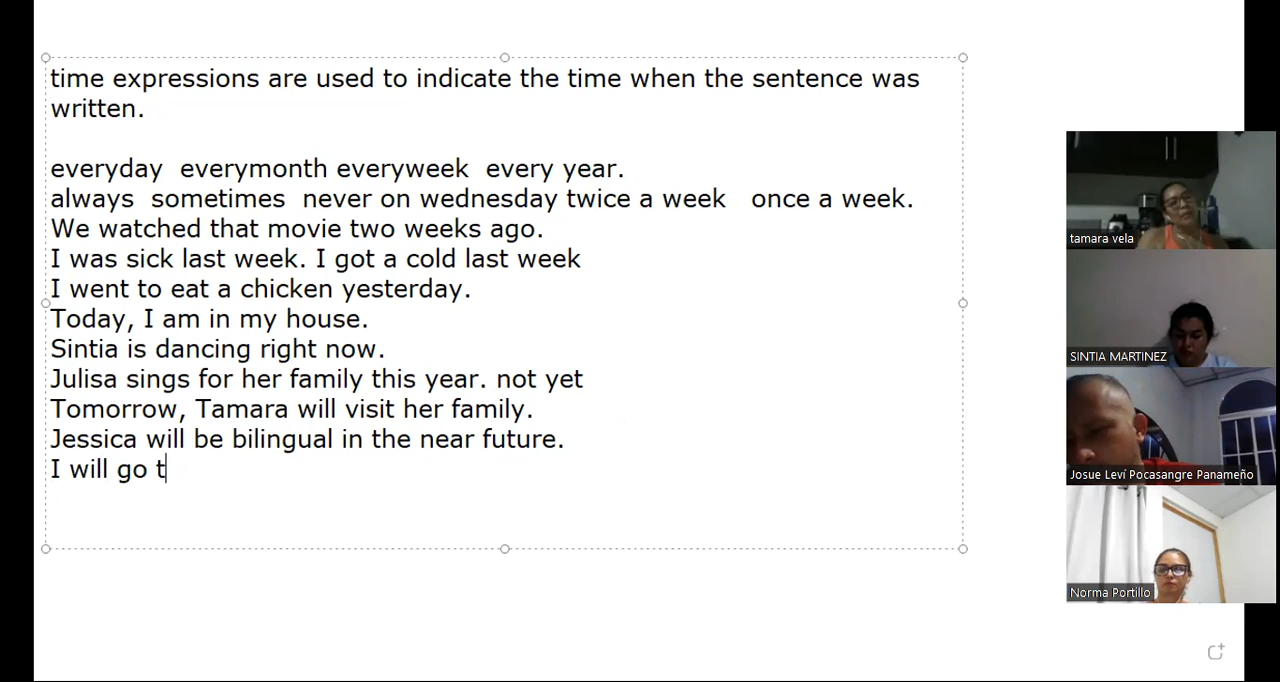 time expressions are used to indicate the time when the sentence was
written.
everyday  everymonth everyweek  every year.
always  sometimes  never on wednesday twice a week   once a week.
We watched that movie two weeks ago.
I was sick last week. I got a cold last week
I went to eat a chicken yesterday.
Today, I am in my house.
Sintia is dancing right now.
Julisa sings for her family this year. not yet
Tomorrow, Tamara will visit her family.
Jessica will be bilingual in the near future.
I will go t
tamara vela
SINTIA MARTINEZ
Josue Leví Pocasangre Panameño
Norma Portillo